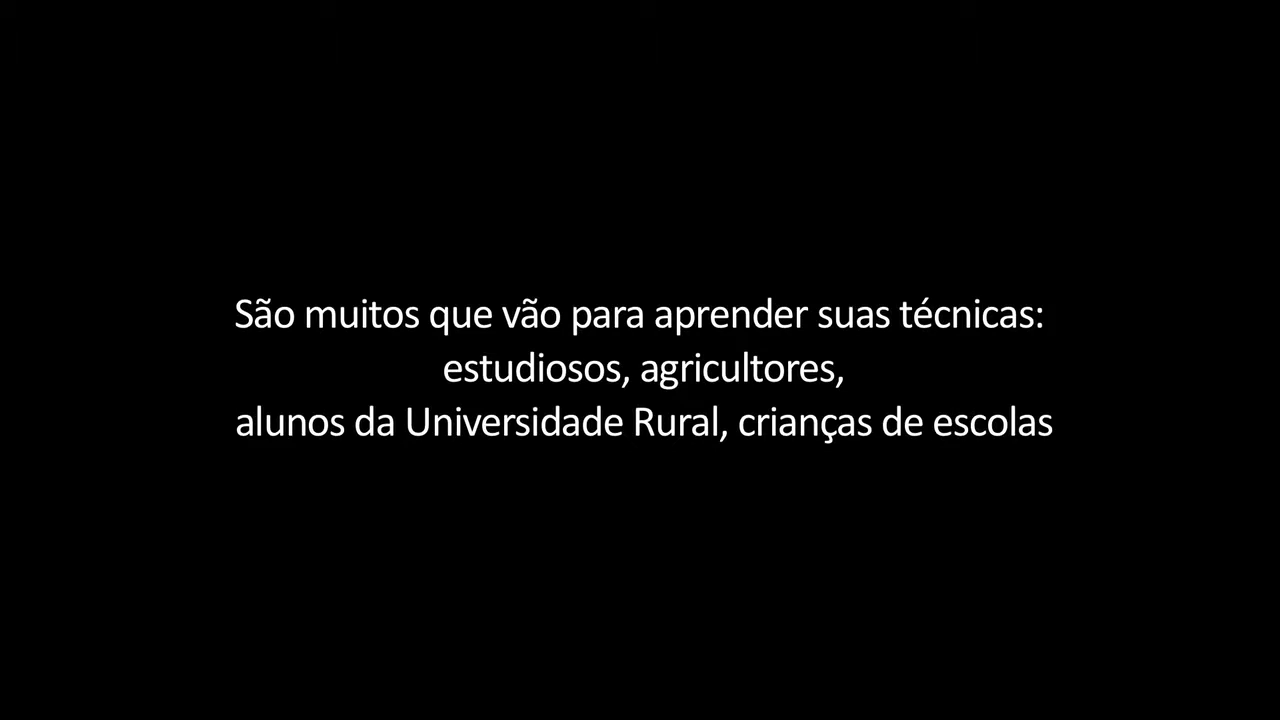 São muitos que vão para aprender suas técnicas:
estudiosos, agricultores,
alunos da Universidade Rural, crianças de escolas